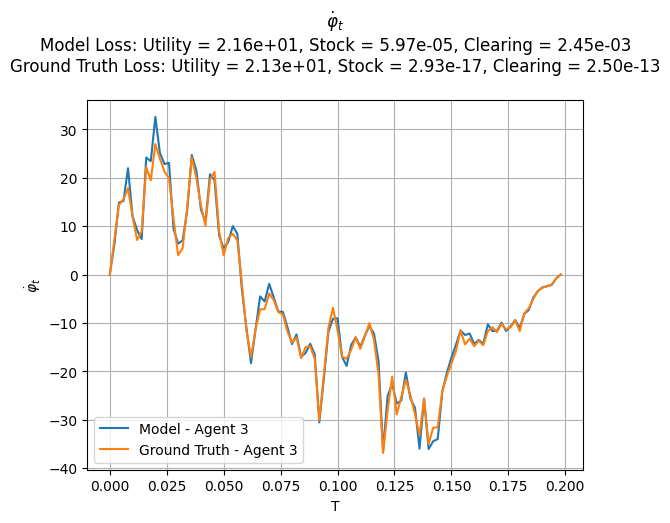 φ̇ₜ
Model Loss: Utility = 2.16e+01, Stock = 5.97e-05, Clearing = 2.45e-03
Ground Truth Loss: Utility = 2.13e+01, Stock = 2.93e-17, Clearing = 2.50e-13
30
20
10
0
−10
−20
−30
−40
φ̇ₜ
Model - Agent 3
Ground Truth - Agent 3
0.000 0.025 0.050 0.075 0.100 0.125 0.150 0.175 0.200
T